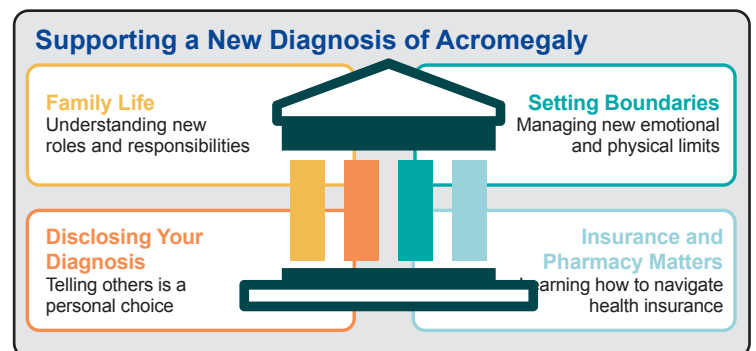 Supporting a New Diagnosis of Acromegaly
Family Life
Understanding new
roles and responsibilities
Setting Boundaries
Managing new emotional
and physical limits
Disclosing Your
Diagnosis
Telling others is a
personal choice
Insurance and
Pharmacy Matters
Learning how to navigate
health insurance